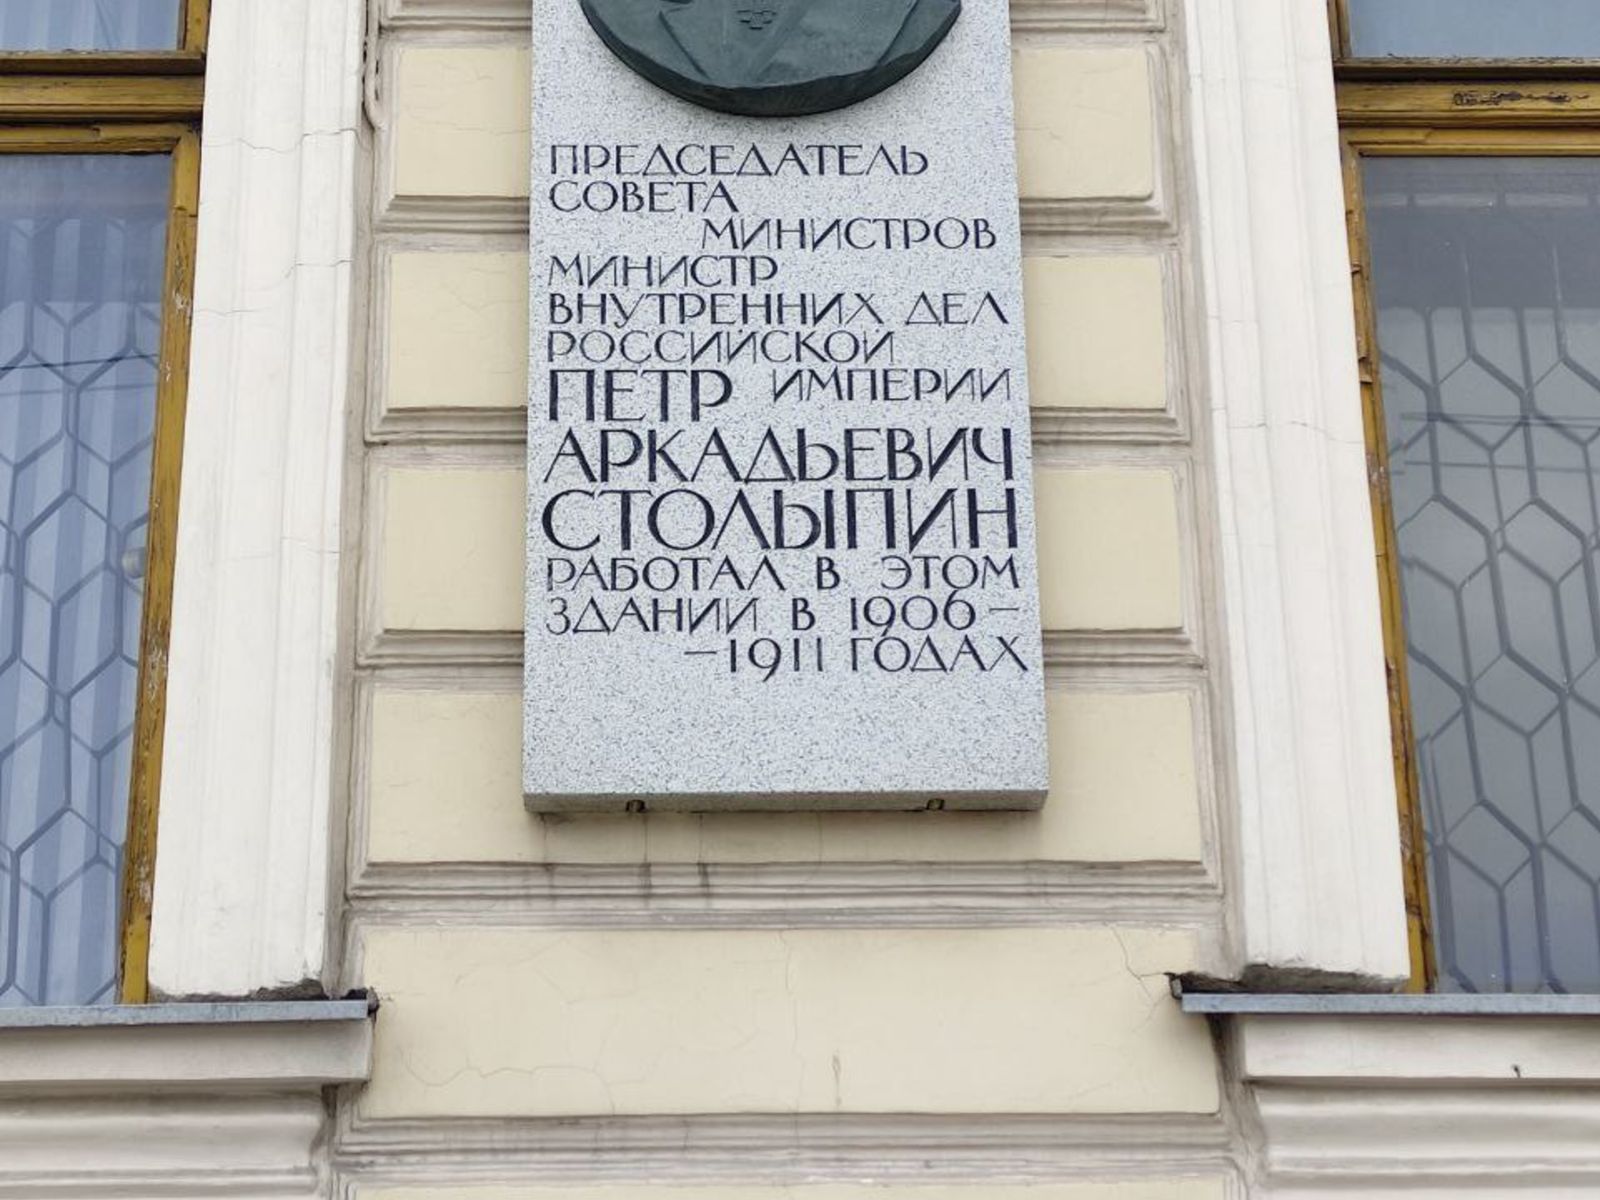 ПРЕДСЕДАТЕЛЬ
СОВЕТА
МИНИСТРОВ
МИНИСТР
ВНУТРЕННИХ ДЕЛ
РОССИЙСКОЙ
ИМПЕРИИ
ПЕТР
АРКАДЬЕВИЧ
СТОЛЫПИН
РАБОТАЛ В ЭТОМ
ЗДАНИИ В 1906–
–1911 ГОДАХ